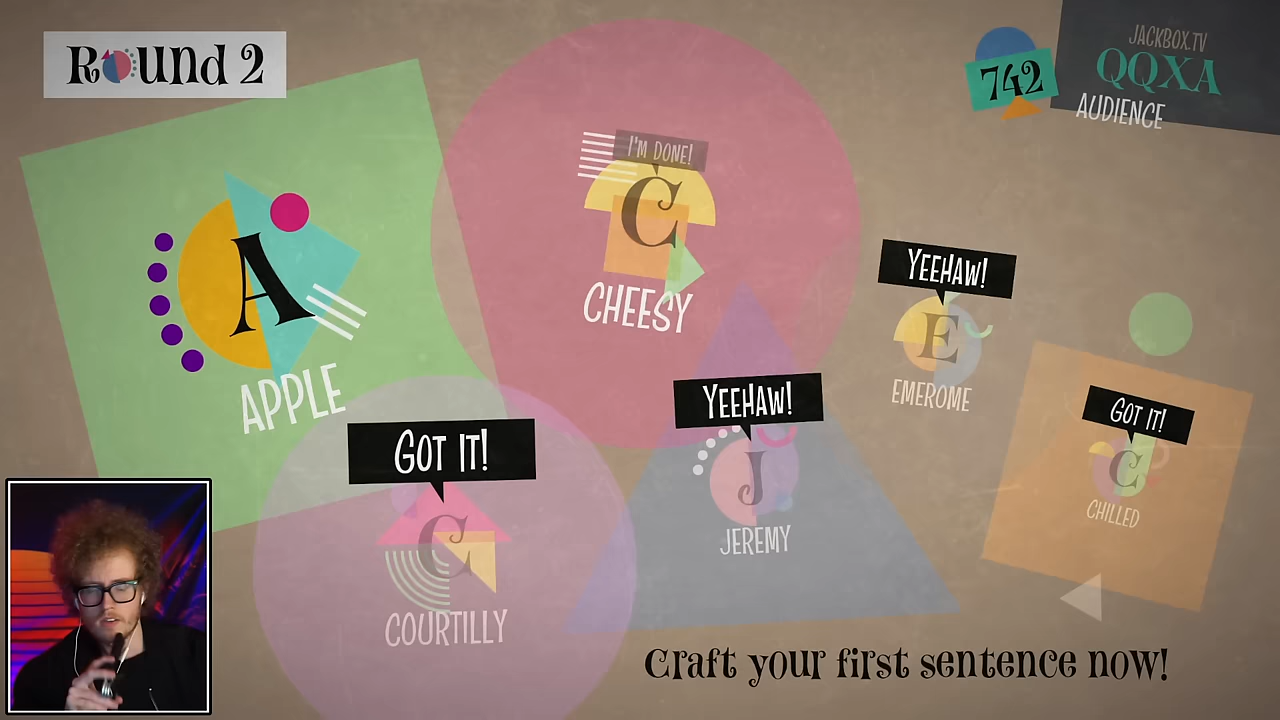 Round 2
742
JACKBOX.TV
QQXA
AUDIENCE
I'M DONE!
C
CHEESY
A
APPLE
YEEHAW!
E
EMEROME
GOT IT!
C
COURTILLY
YEEHAW!
J
JEREMY
GOT IT!
C
CHILLED
Craft your first sentence now!